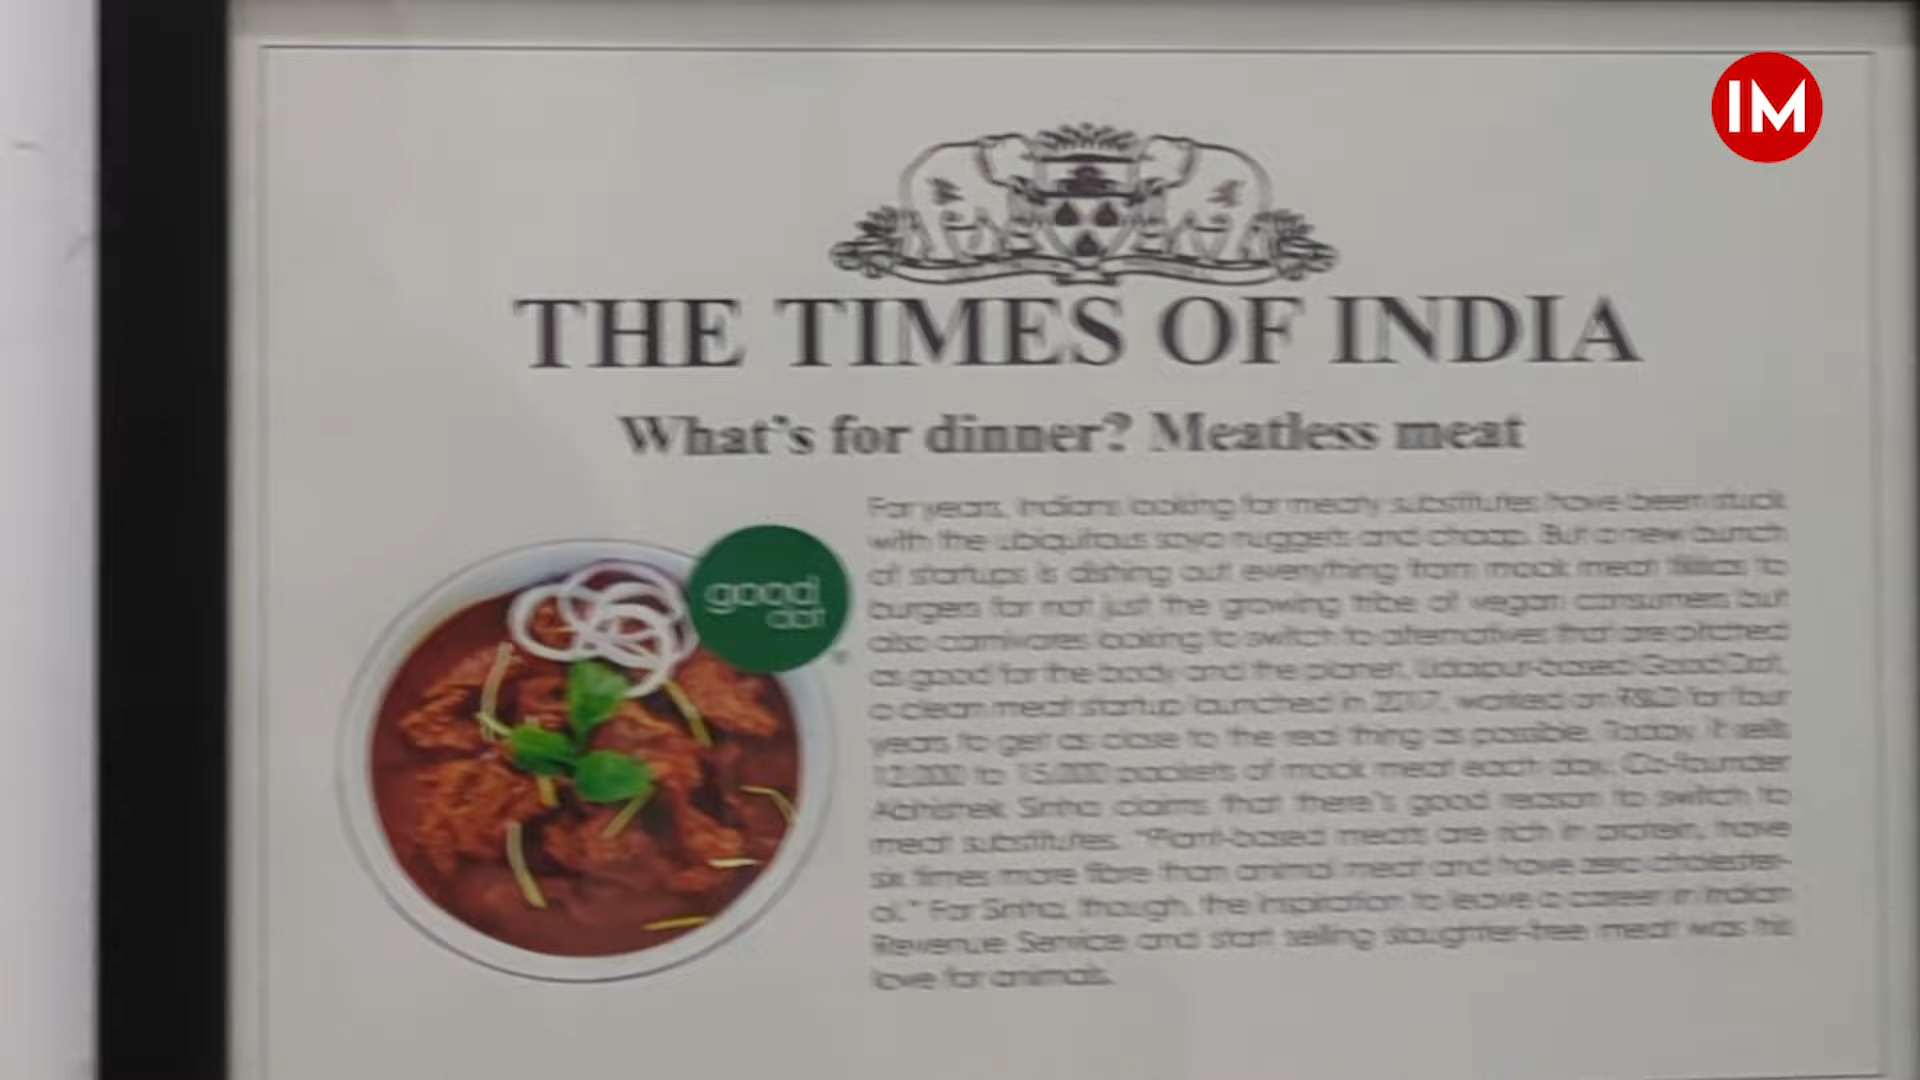 IM
THE TIMES OF INDIA
What's for dinner? Meatless meat
good
dot
For years, Indians looking for meaty substitutes have been stuck
with the ubiquitous soya nuggets and chaap. But a new bunch
of startups is dishing out everything from mock meat to
burgers for not just the growing tribe of vegan consumers but
also carnivores looking to switch to alternatives that are pitched
as good for the body and the planet. Udaipur-based GoodDot,
a clean meat startup launched in 2017, worked on R&D for four
years to get as close to the real thing as possible. Today, it sells
12,000 to 15,000 packets of mock meat each day. Co-founder
Abhishek Sinha claims that there's good reason to switch to
meat substitutes. "Plant-based meats are rich in protein, have
six times more fibre than animal meat and have zero cholester-
ol." For Sinha, though, the inspiration to leave a career in Indian
Revenue Service and start selling slaughter-free meat was his
love for animals.